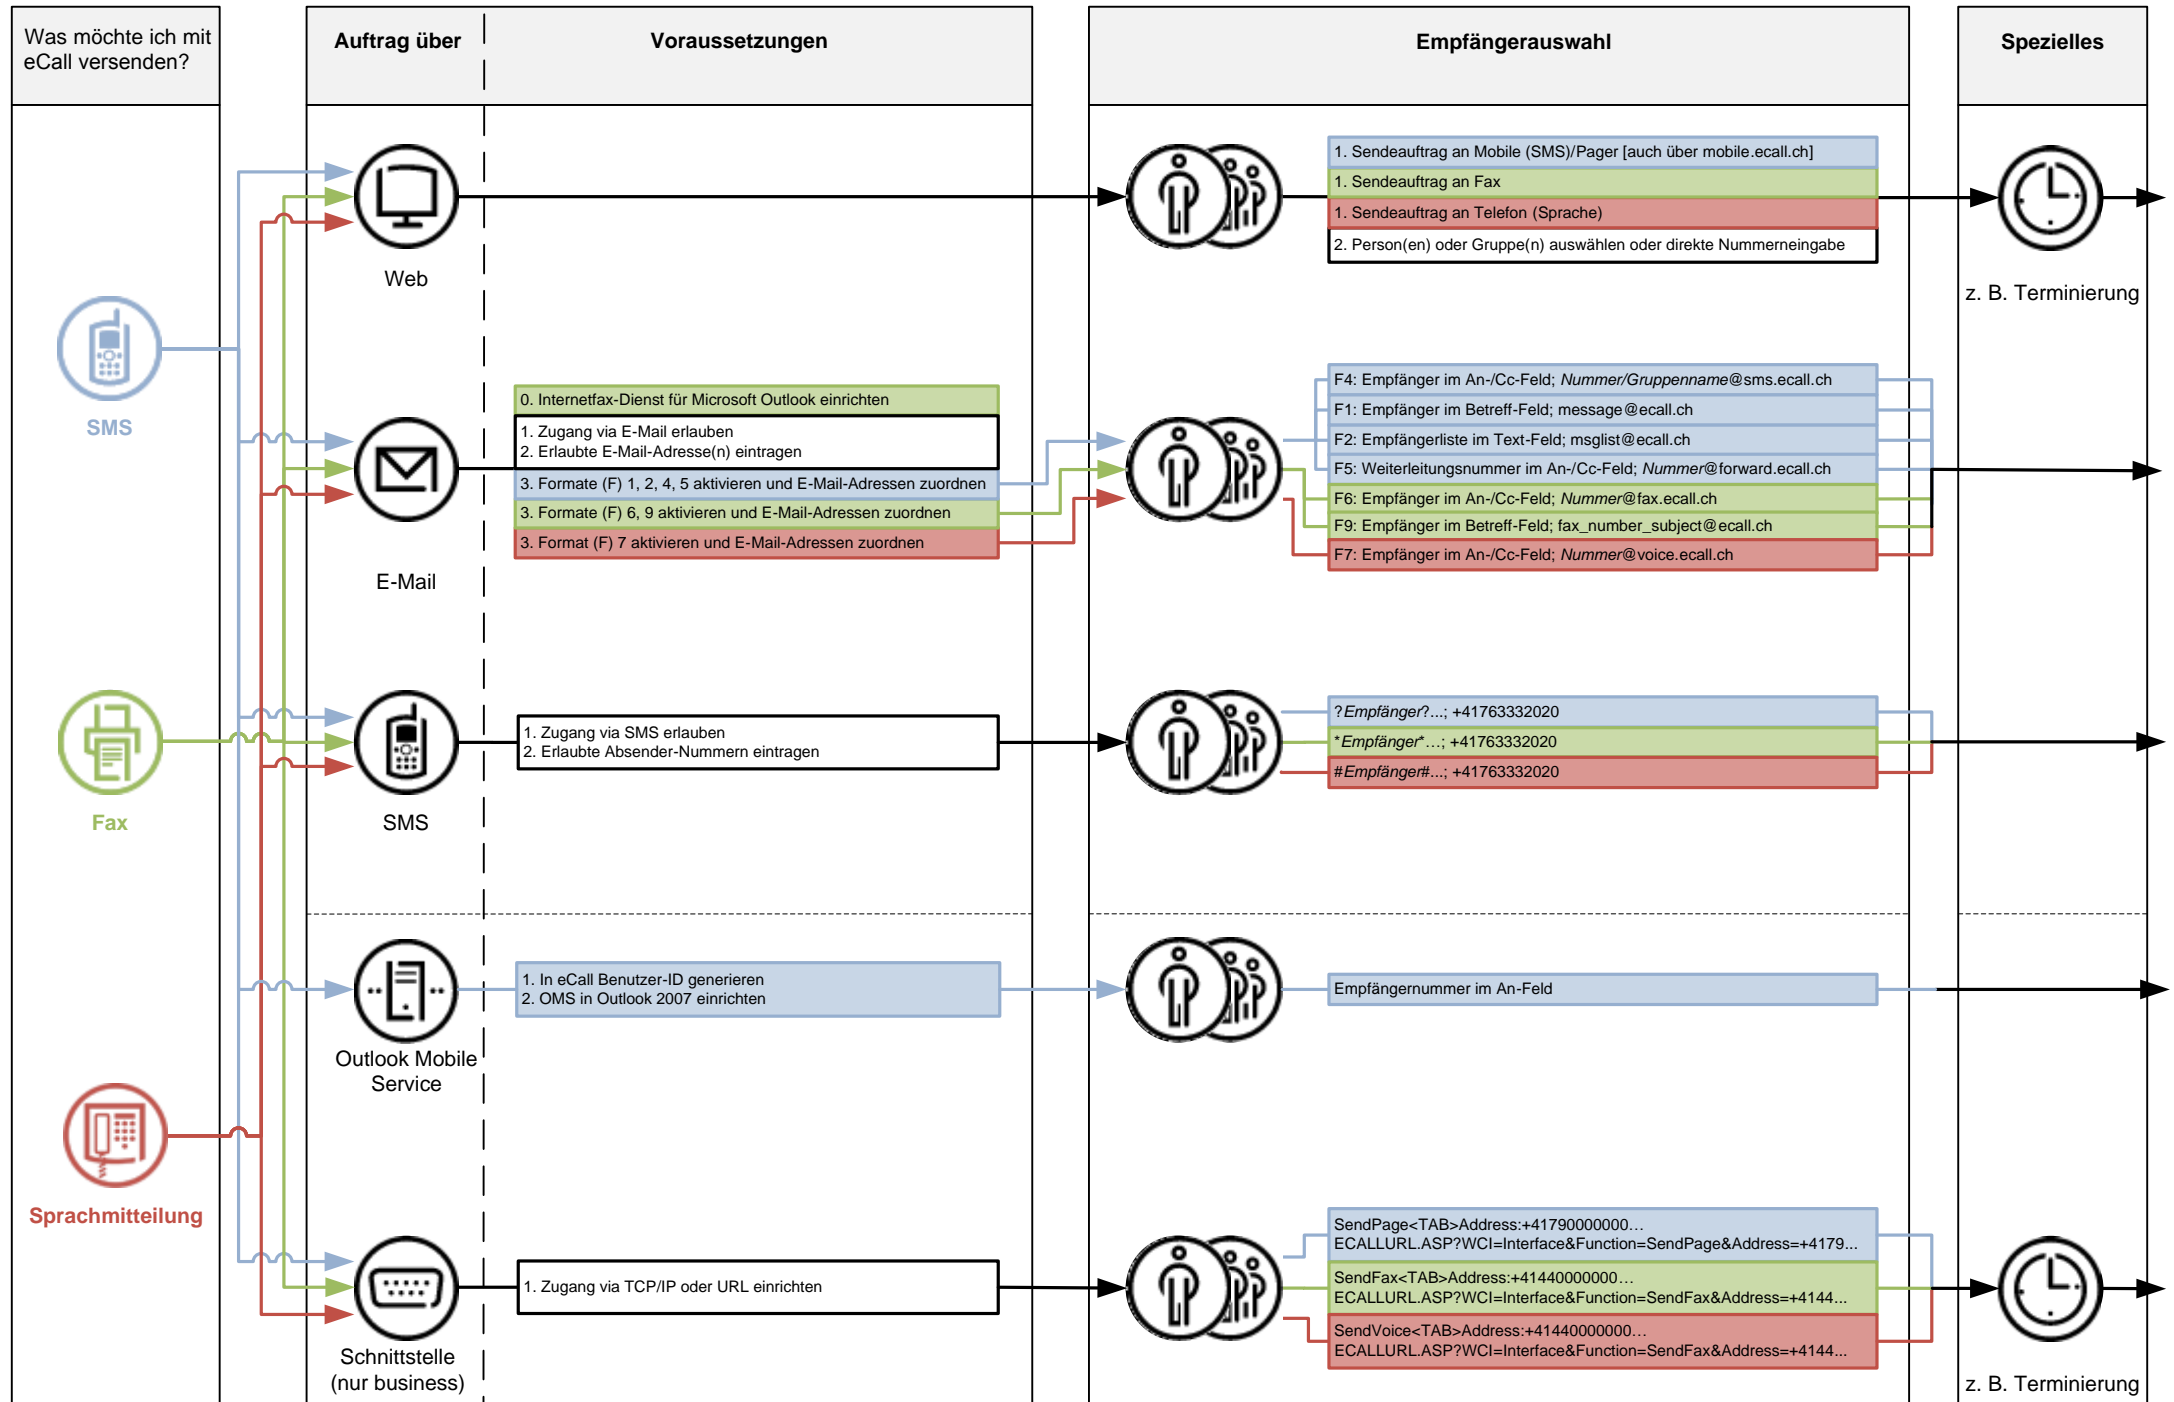 Was möchte ich mit
eCall versenden?
Auftrag über
Voraussetzungen
Empfängerauswahl
Spezielles
SMS
Fax
Sprachmitteilung
Web
1. Sendeauftrag an Mobile (SMS)/Pager [auch über mobile.ecall.ch]
1. Sendeauftrag an Fax
1. Sendeauftrag an Telefon (Sprache)
2. Person(en) oder Gruppe(n) auswählen oder direkte Nummerneingabe
z. B. Terminierung
E-Mail
0. Internetfax-Dienst für Microsoft Outlook einrichten
1. Zugang via E-Mail erlauben
2. Erlaubte E-Mail-Adresse(n) eintragen
3. Formate (F) 1, 2, 4, 5 aktivieren und E-Mail-Adressen zuordnen
3. Formate (F) 6, 9 aktivieren und E-Mail-Adressen zuordnen
3. Format (F) 7 aktivieren und E-Mail-Adressen zuordnen
F4: Empfänger im An-/Cc-Feld; Nummer/Gruppenname@sms.ecall.ch
F1: Empfänger im Betreff-Feld; message@ecall.ch
F2: Empfängerliste im Text-Feld; msglist@ecall.ch
F5: Weiterleitungsnummer im An-/Cc-Feld; Nummer@forward.ecall.ch
F6: Empfänger im An-/Cc-Feld; Nummer@fax.ecall.ch
F9: Empfänger im Betreff-Feld; fax_number_subject@ecall.ch
F7: Empfänger im An-/Cc-Feld; Nummer@voice.ecall.ch
SMS
1. Zugang via SMS erlauben
2. Erlaubte Absender-Nummern eintragen
?Empfänger?...; +41763332020
*Empfänger*…; +41763332020
#Empfänger#...; +41763332020
Outlook Mobile
Service
1. In eCall Benutzer-ID generieren
2. OMS in Outlook 2007 einrichten
Empfängernummer im An-Feld
Schnittstelle
(nur business)
1. Zugang via TCP/IP oder URL einrichten
SendPage<TAB>Address:+41790000000…
ECALLURL.ASP?WCI=Interface&Function=SendPage&Address=+4179...
SendFax<TAB>Address:+41440000000…
ECALLURL.ASP?WCI=Interface&Function=SendFax&Address=+4144...
SendVoice<TAB>Address:+41440000000…
ECALLURL.ASP?WCI=Interface&Function=SendFax&Address=+4144...
z. B. Terminierung